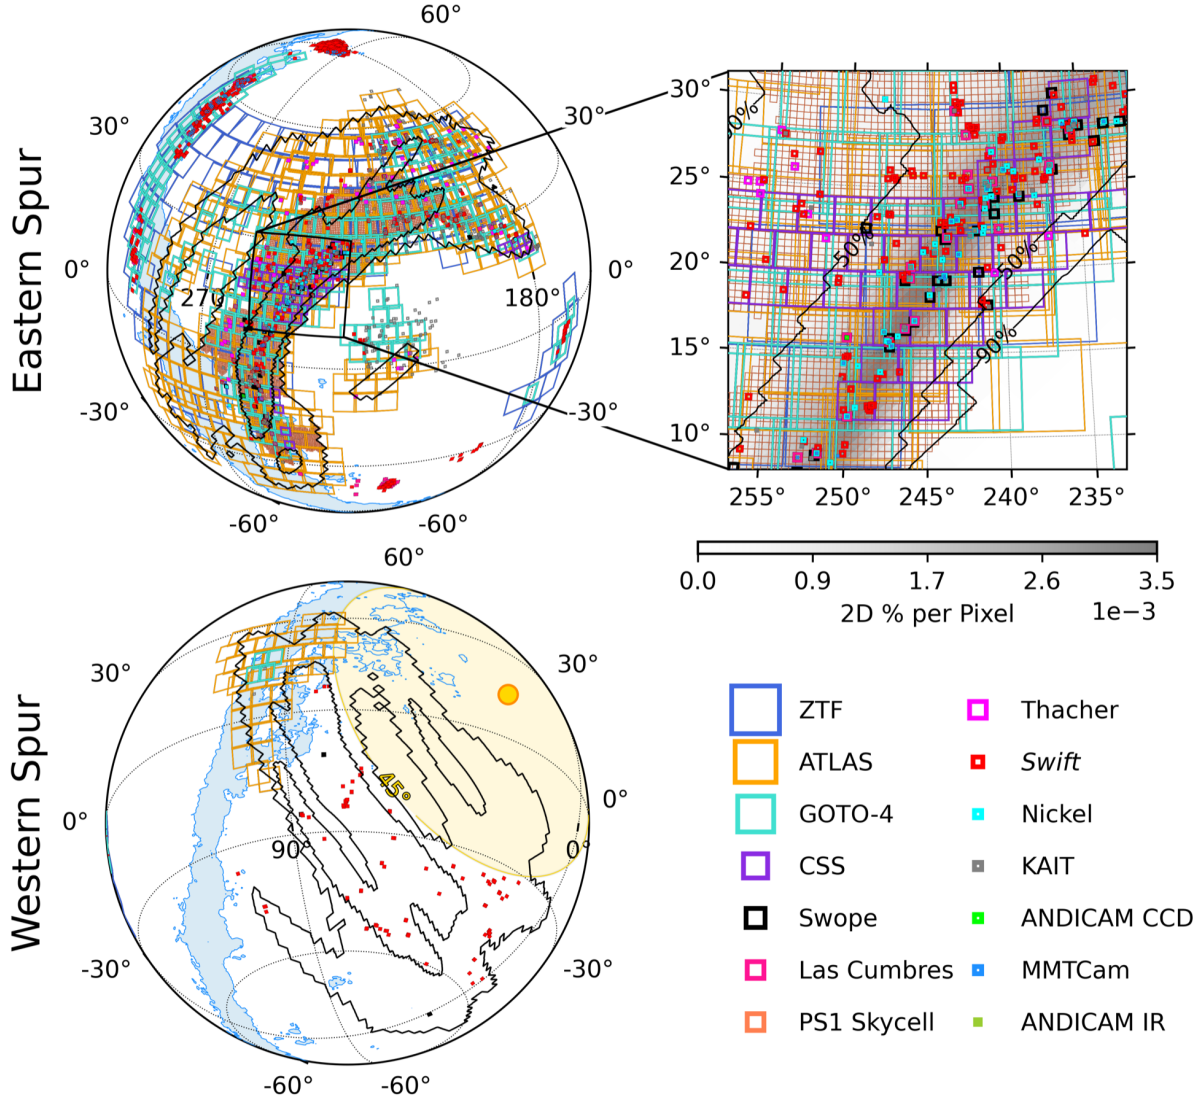 Eastern Spur
60°
30°
30°
0°
0°
270
180°
-30°
-30°
-60°
-60°
30°
25°
20°
15°
10°
255°
250°
245°
240°
235°
50%
50%
90%
0.0
0.9
1.7
2.6
3.5
2D % per Pixel
1e−3
Western Spur
60°
30°
30°
0°
0°
45°
90°
0°
-30°
-30°
-60°
-60°
ZTF
ATLAS
GOTO-4
CSS
Swope
Las Cumbres
PS1 Skycell
Thacher
Swift
Nickel
KAIT
ANDICAM CCD
MMTCam
ANDICAM IR